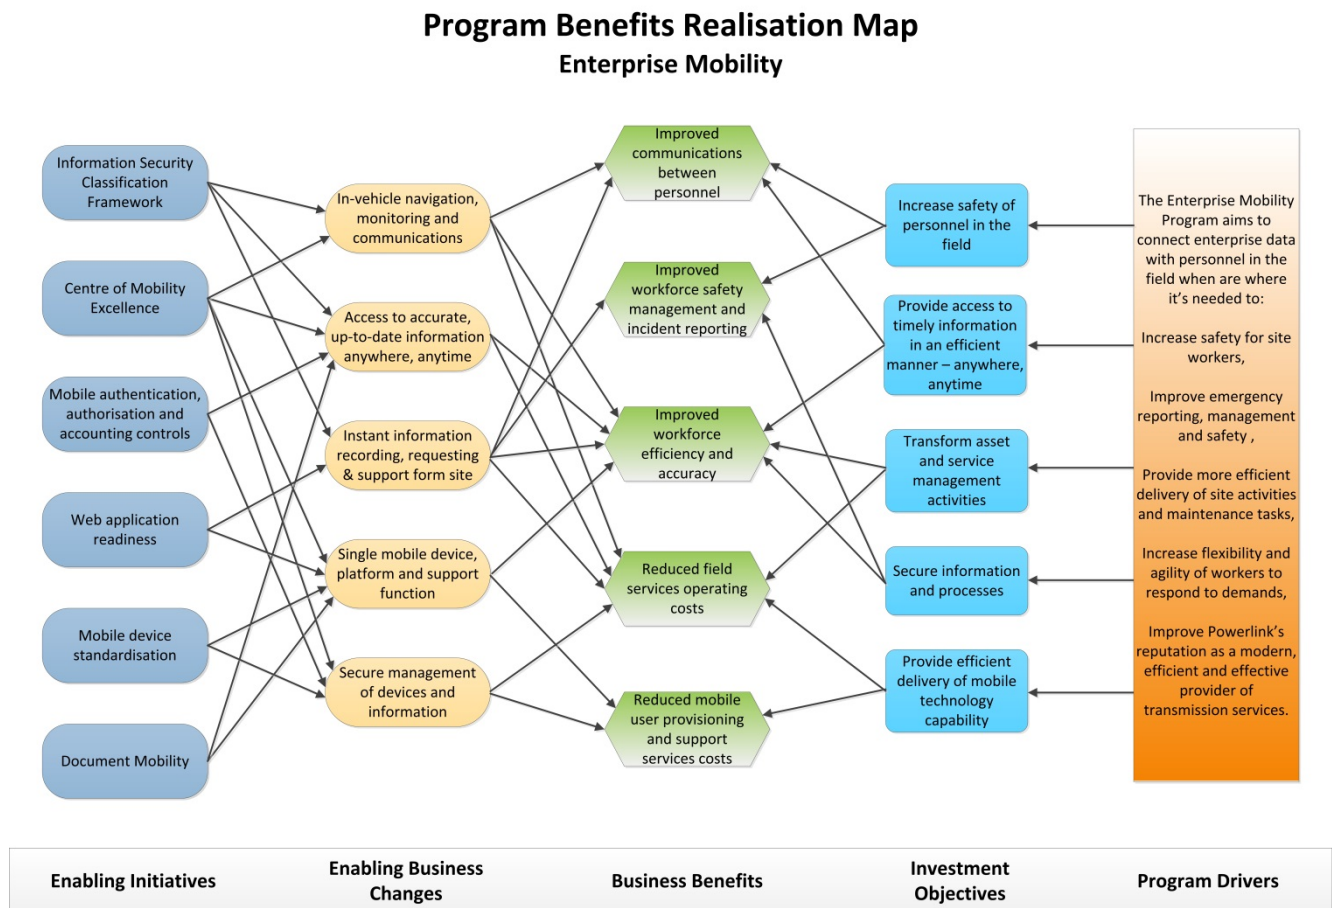 Program Benefits Realisation Map
Enterprise Mobility
Information Security
Classification
Framework
Centre of Mobility
Excellence
Mobile authentication,
authorisation and
accounting controls
Web application
readiness
Mobile device
standardisation
Document Mobility
In-vehicle navigation,
monitoring and
communications
Access to accurate,
up-to-date information
anywhere, anytime
Instant information
recording, requesting
& support form site
Single mobile device,
platform and support
function
Secure management
of devices and
information
Improved
communications
between
personnel
Improved
workforce safety
management and
incident reporting
Improved
workforce
efficiency and
accuracy
Reduced field
services operating
costs
Reduced mobile
user provisioning
and support
services costs
Increase safety of
personnel in the
field
Provide access to
timely information
in an efficient
manner – anywhere,
anytime
Transform asset
and service
management
activities
Secure information
and processes
Provide efficient
delivery of mobile
technology
capability
The Enterprise Mobility
Program aims to
connect enterprise data
with personnel in the
field when are where
it’s needed to:
Increase safety for site
workers,
Improve emergency
reporting, management
and safety ,
Provide more efficient
delivery of site activities
and maintenance tasks,
Increase flexibility and
agility of workers to
respond to demands,
Improve Powerlink’s
reputation as a modern,
efficient and effective
provider of
transmission services.
Enabling Initiatives
Enabling Business
Changes
Business Benefits
Investment
Objectives
Program Drivers